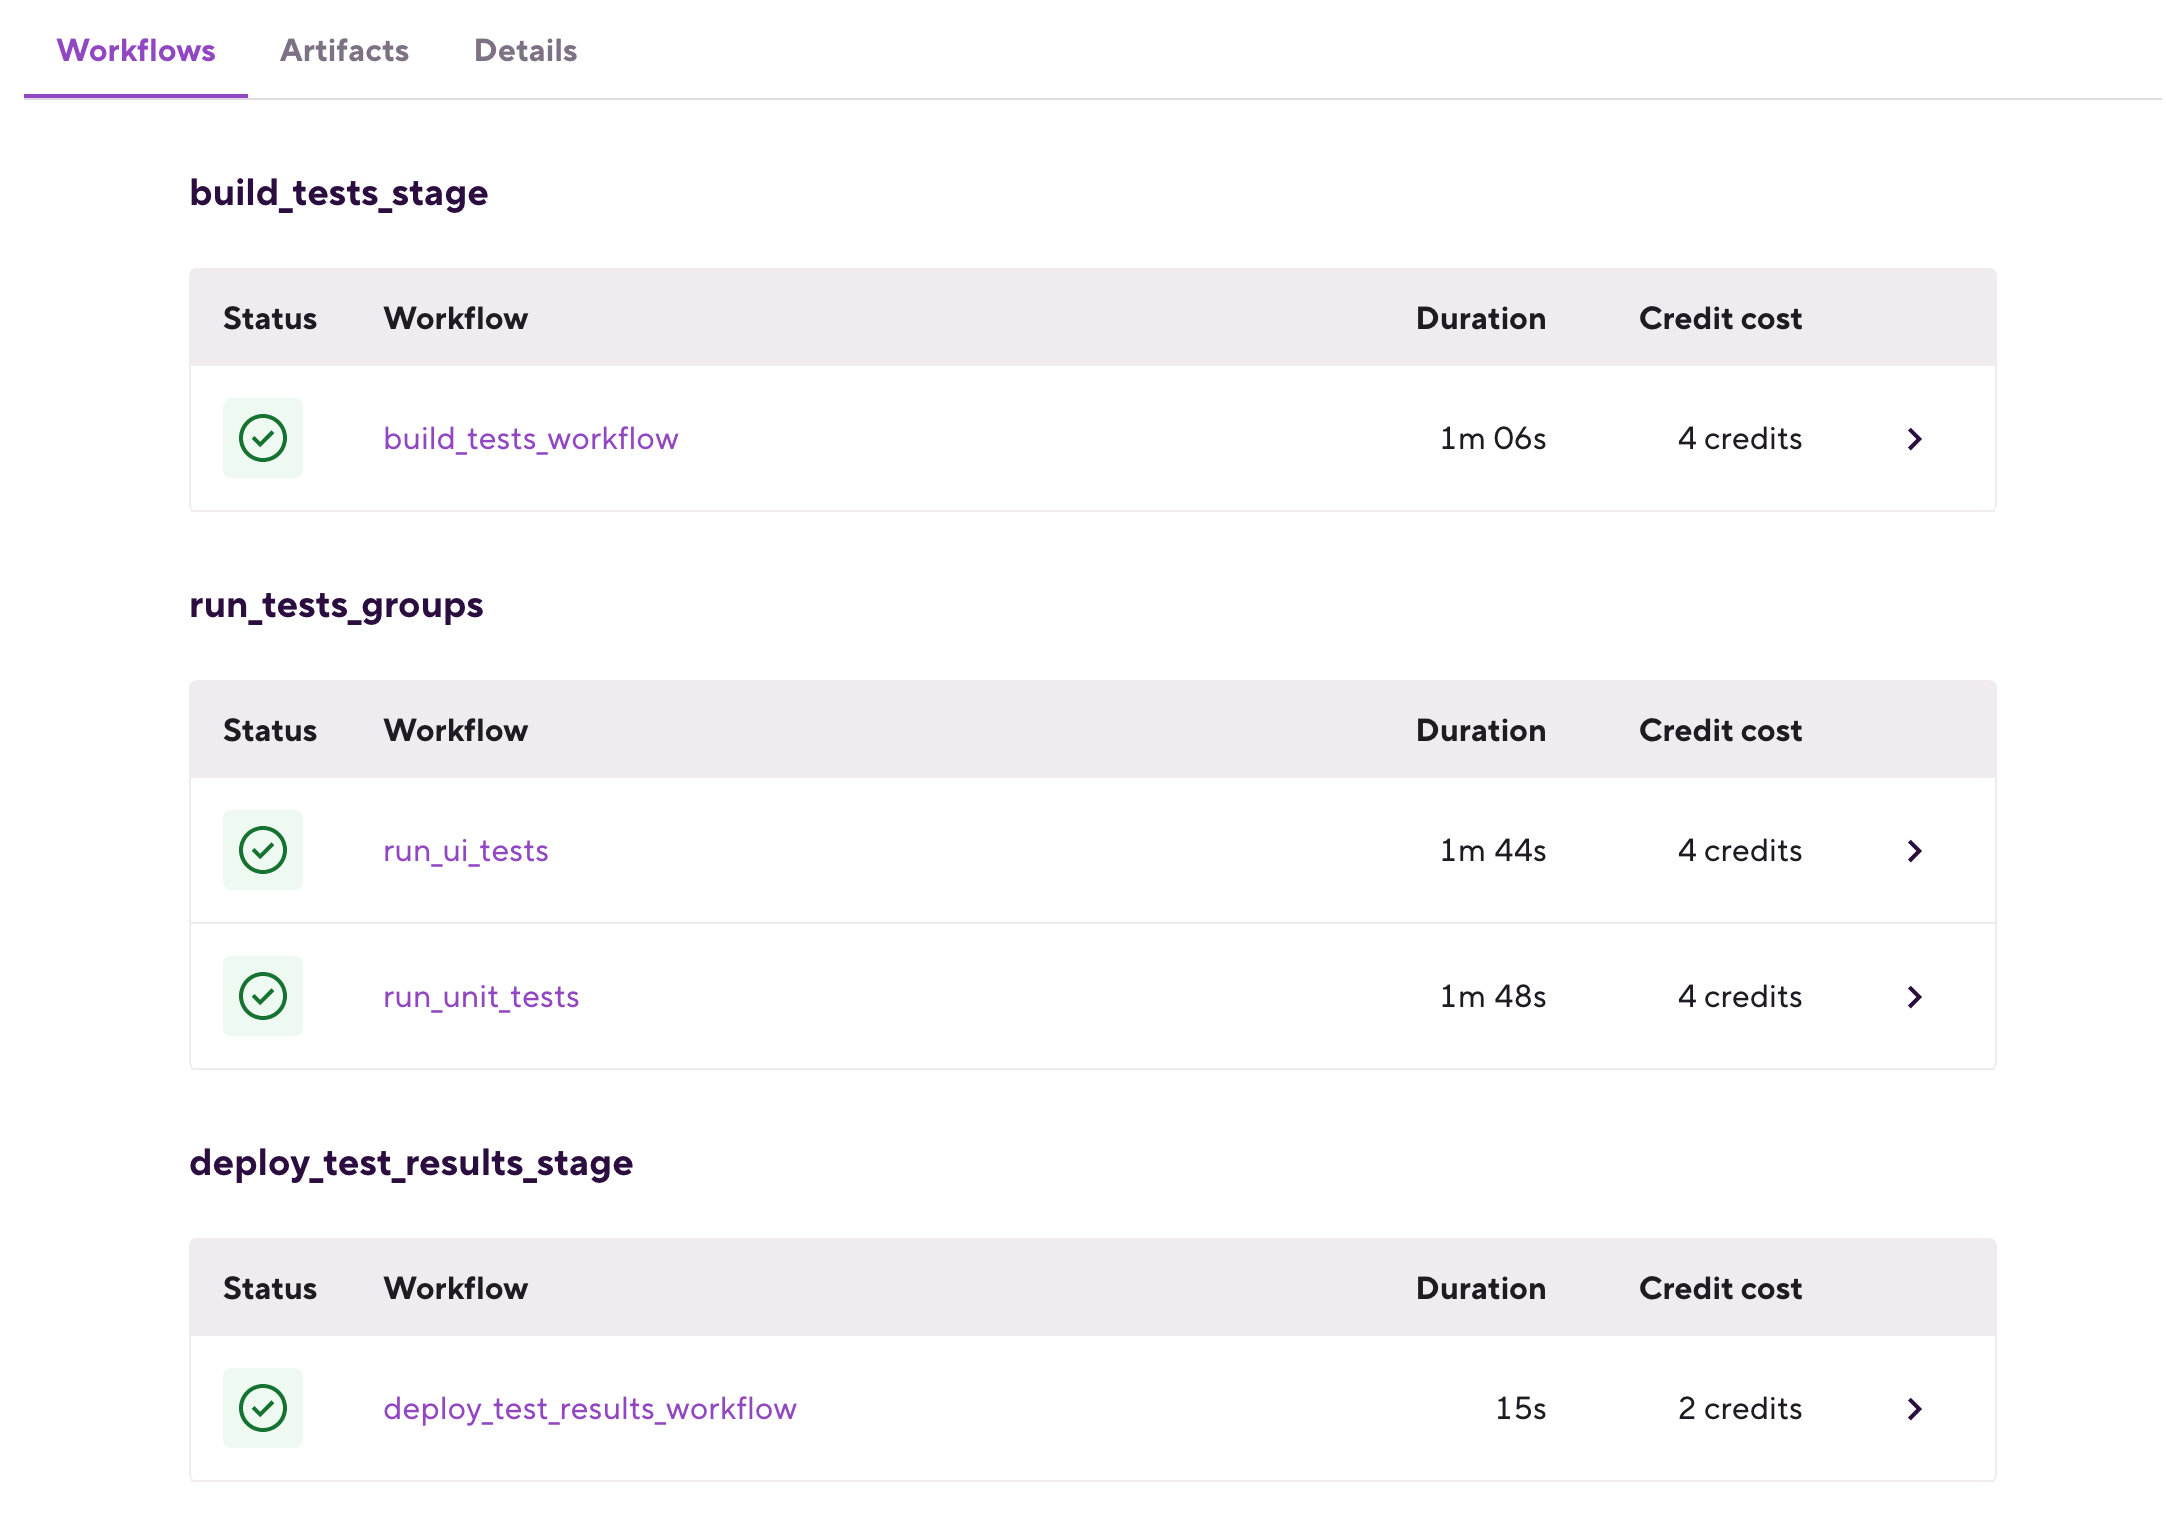 Workflows Artifacts Details
build_tests_stage
Status Workflow Duration Credit cost
build_tests_workflow 1m 06s 4 credits
run_tests_groups
Status Workflow Duration Credit cost
run_ui_tests 1m 44s 4 credits
run_unit_tests 1m 48s 4 credits
deploy_test_results_stage
Status Workflow Duration Credit cost
deploy_test_results_workflow 15s 2 credits